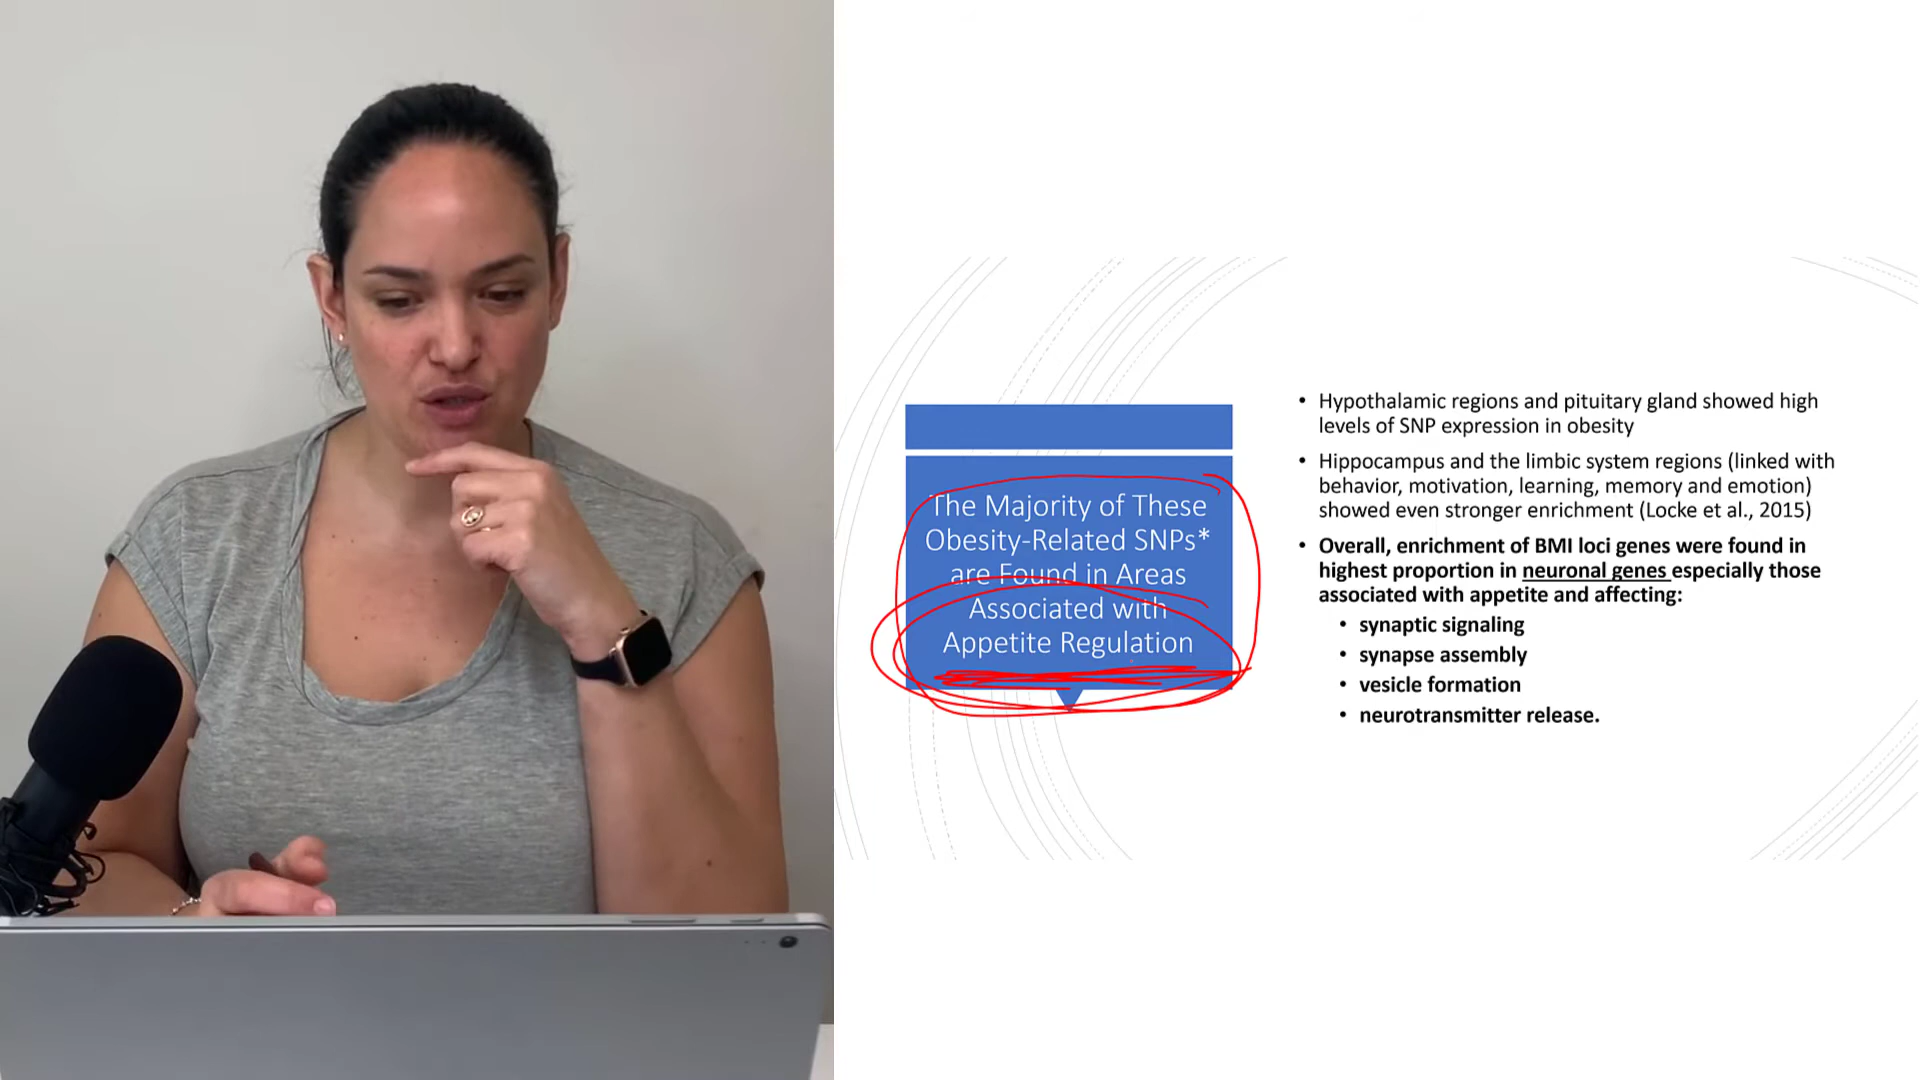 The Majority of These
Obesity-Related SNPs*
are Found in Areas
Associated with
Appetite Regulation
• Hypothalamic regions and pituitary gland showed high
levels of SNP expression in obesity
• Hippocampus and the limbic system regions (linked with
behavior, motivation, learning, memory and emotion)
showed even stronger enrichment (Locke et al., 2015)
• Overall, enrichment of BMI loci genes were found in
highest proportion in neuronal genes especially those
associated with appetite and affecting:
• synaptic signaling
• synapse assembly
• vesicle formation
• neurotransmitter release.